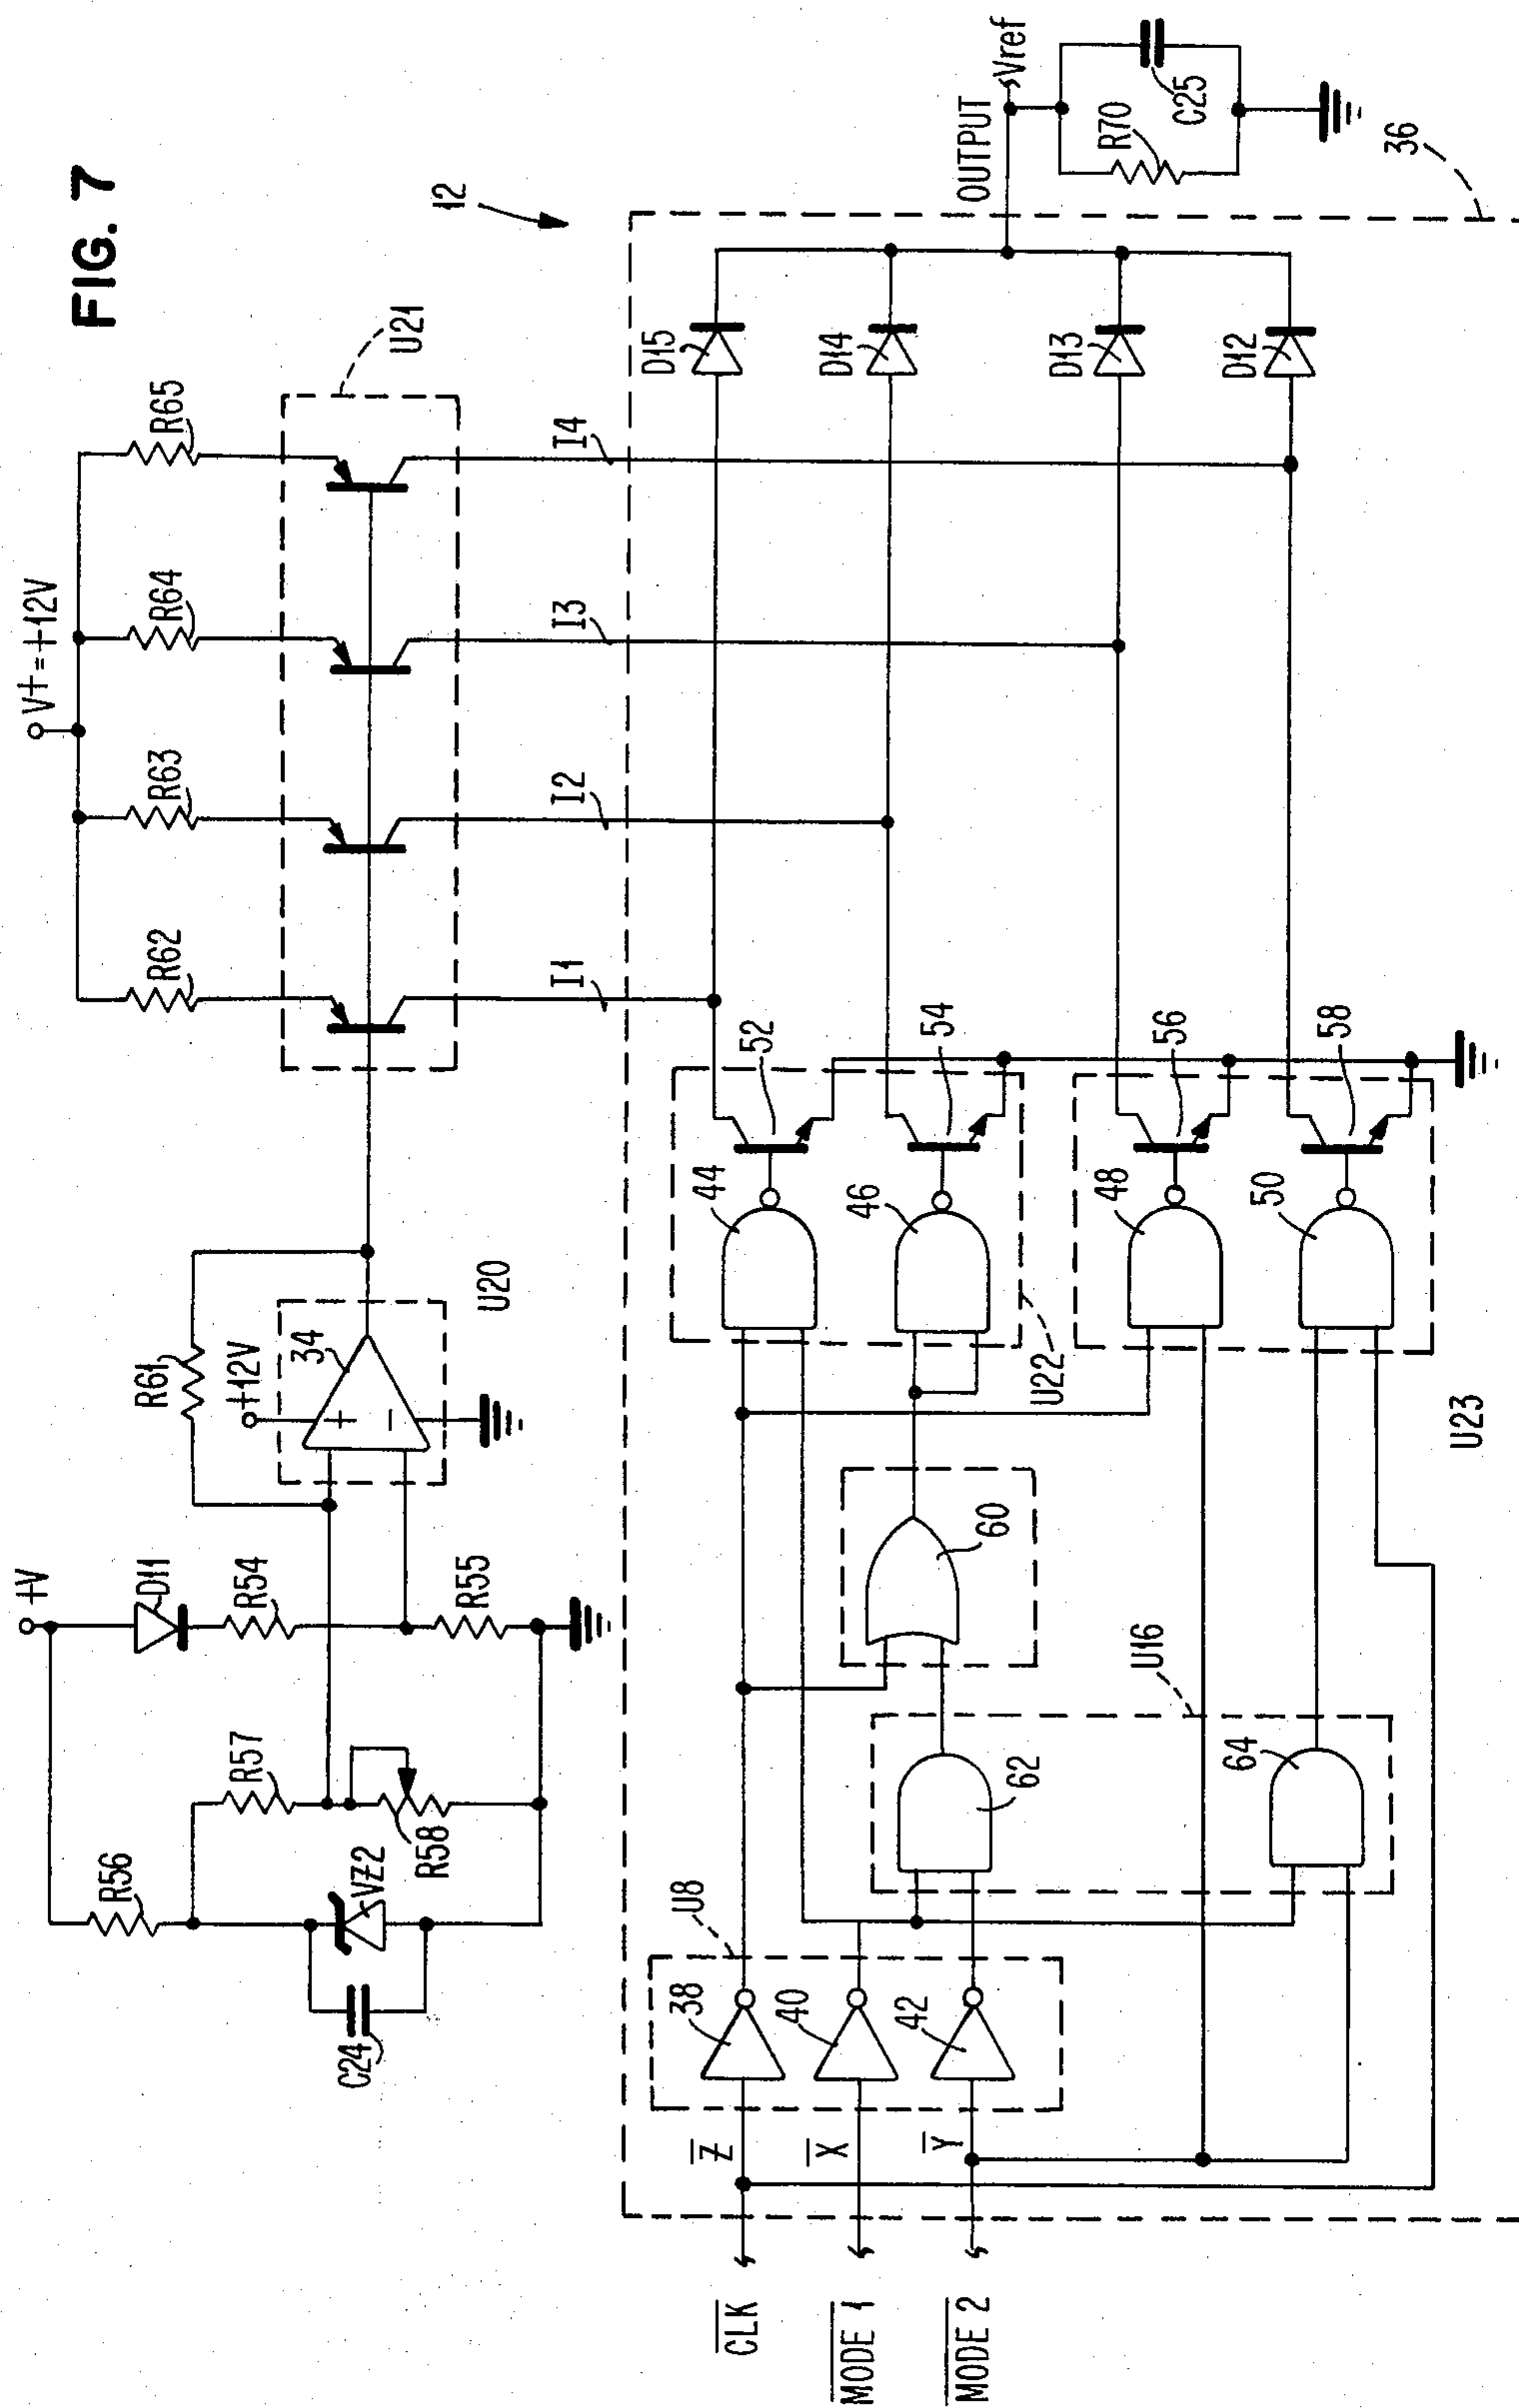 FIG. 7
12
V+=+12V
R62
R63
R64
R65
U21
I1
I2
I3
I4
+V
R56
R57
D11
R54
R55
R58
VZ2
C24
R61
+12V
34
+
−
U20
OUTPUT
Vref
R70
C25
36
D15
D14
D13
D12
52
54
56
58
44
46
48
50
U22
U23
60
U16
62
64
U8
38
40
42
Z
X
Y
CLK
MODE 1
MODE 2